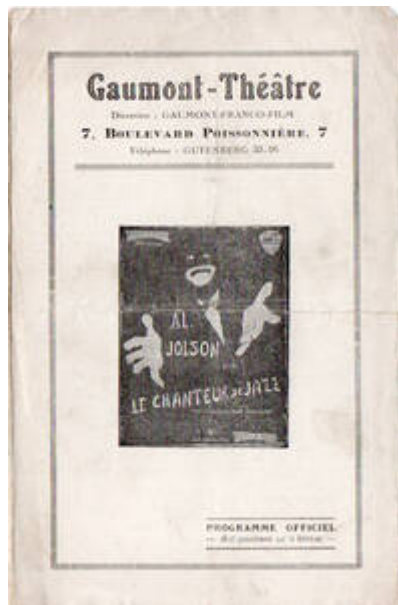 Gaumont-Théâtre
Direction : GAUMONT-FRANCO-FILM
7, BOULEVARD POISSONNIÈRE, 7
Téléphone : GUTENBERG
AL
JOLSON
LE CHANTEUR DE JAZZ
PROGRAMME OFFICIEL